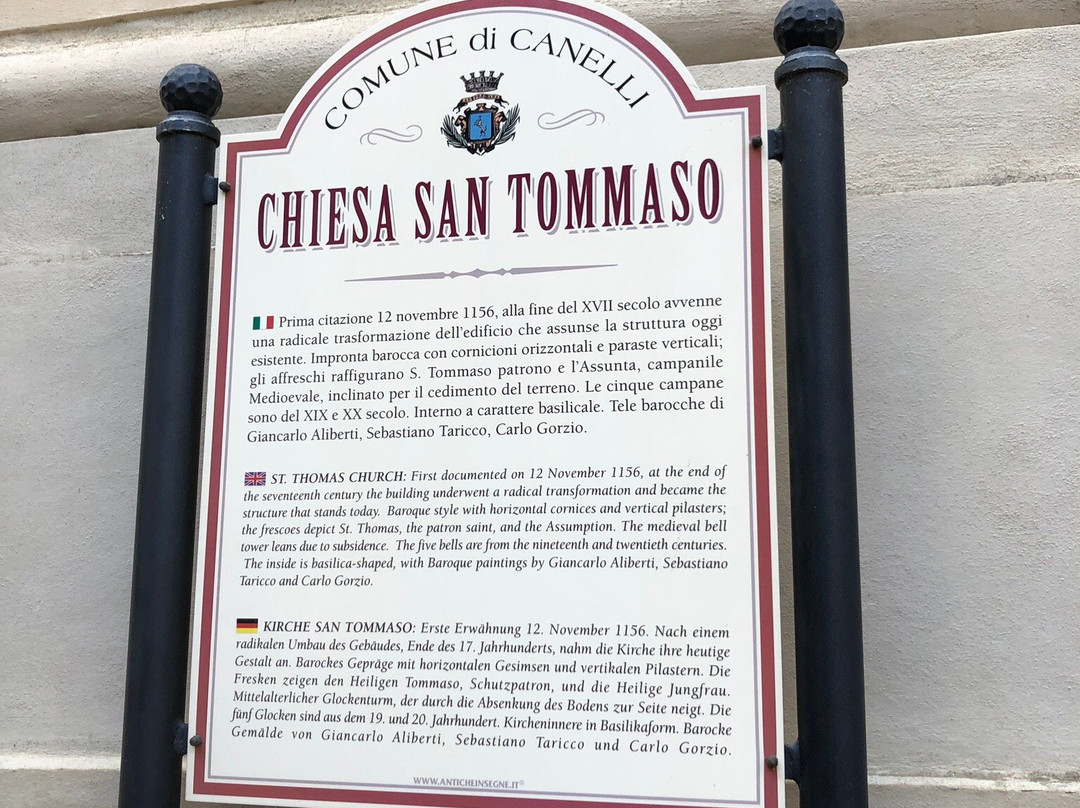 COMUNE di CANELLI
CHIESA SAN TOMMASO
Prima citazione 12 novembre 1156, alla fine del XVII secolo avvenne
una radicale trasformazione dell'edificio che assunse la struttura oggi
esistente. Impronta barocca con cornicioni orizzontali e paraste verticali;
gli affreschi raffigurano S. Tommaso patrono e l'Assunta, campanile
Medioevale, inclinato per il cedimento del terreno. Le cinque campane
sono del XIX e XX secolo. Interno a carattere basilicale. Tele barocche di
Giancarlo Aliberti, Sebastiano Taricco, Carlo Gorzio.
ST. THOMAS CHURCH: First documented on 12 November 1156, at the end of
the seventeenth century the building underwent a radical transformation and became the
structure that stands today. Baroque style with horizontal cornices and vertical pilasters;
the frescoes depict St. Thomas, the patron saint, and the Assumption. The medieval bell
tower leans due to subsidence. The five bells are from the nineteenth and twentieth centuries.
The inside is basilica-shaped, with Baroque paintings by Giancarlo Aliberti, Sebastiano
Taricco and Carlo Gorzio.
KIRCHE SAN TOMMASO: Erste Erwähnung 12. November 1156. Nach einem
radikalen Umbau des Gebäudes, Ende des 17. Jahrhunderts, nahm die Kirche ihre heutige
Gestalt an. Barockes Gepräge mit horizontalen Gesimsen und vertikalen Pilastern. Die
Fresken zeigen den Heiligen Tommaso, Schutzpatron, und die Heilige Jungfrau.
Mittelalterlicher Glockenturm, der durch die Absenkung des Bodens zur Seite neigt. Die
fünf Glocken sind aus dem 19. und 20. Jahrhundert. Kircheninnere in Basilikaform. Barocke
Gemälde von Giancarlo Aliberti, Sebastiano Taricco und Carlo Gorzio.
WWW.ANTICHEINSEGNE.IT®